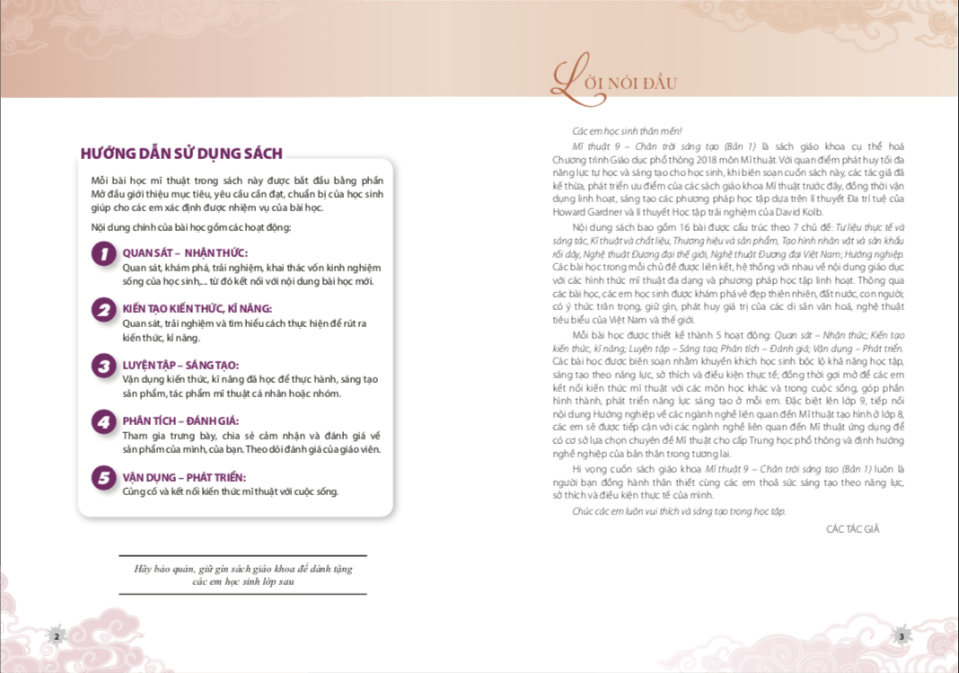 HƯỚNG DẪN SỬ DỤNG SÁCH
Mỗi bài học mĩ thuật trong sách này được bắt đầu bằng phần
Mở đầu giới thiệu mục tiêu, yêu cầu cần đạt, chuẩn bị của học sinh
giúp cho các em xác định được nhiệm vụ của bài học.
Nội dung chính của bài học gồm các hoạt động:
1 QUAN SÁT – NHẬN THỨC:
Quan sát, khám phá, trải nghiệm, khai thác vốn kinh nghiệm
sống của học sinh,... từ đó kết nối với nội dung bài học mới.
2 KIẾN TẠO KIẾN THỨC, KĨ NĂNG:
Quan sát, trải nghiệm và tìm hiểu cách thực hiện để rút ra
kiến thức, kĩ năng.
3 LUYỆN TẬP – SÁNG TẠO:
Vận dụng kiến thức, kĩ năng đã học để thực hành, sáng tạo
sản phẩm, tác phẩm mĩ thuật cá nhân hoặc nhóm.
4 PHÂN TÍCH – ĐÁNH GIÁ:
Tham gia trưng bày, chia sẻ cảm nhận và đánh giá về
sản phẩm của mình, của bạn. Theo dõi đánh giá của giáo viên.
5 VẬN DỤNG – PHÁT TRIỂN:
Củng cố và kết nối kiến thức mĩ thuật với cuộc sống.
Hãy bảo quản, giữ gìn sách giáo khoa để dành tặng
các em học sinh lớp sau
2
LỜI NÓI ĐẦU
Các em học sinh thân mến!
Mĩ thuật 9 – Chân trời sáng tạo (Bản 1) là sách giáo khoa cụ thể hoá
Chương trình Giáo dục phổ thông 2018 môn Mĩ thuật. Với quan điểm phát huy tối đa
năng lực tự học và sáng tạo cho học sinh, khi biên soạn cuốn sách này, các tác giả đã
kế thừa, phát triển ưu điểm của các sách giáo khoa Mĩ thuật trước đây, đồng thời vận
dụng linh hoạt, sáng tạo các phương pháp học tập dựa trên lí thuyết Đa trí tuệ của
Howard Gardner và lí thuyết Học tập trải nghiệm của David Kolb.
Nội dung sách bao gồm 16 bài được cấu trúc theo 7 chủ đề: Tư liệu thực tế và
sáng tác, Kĩ thuật và chất liệu, Thương hiệu và sản phẩm, Tạo hình nhân vật và sân khấu
rối dây, Nghệ thuật Đương đại thế giới, Nghệ thuật Đương đại Việt Nam; Hướng nghiệp.
Các bài học trong mỗi chủ đề được liên kết, hệ thống với nhau về nội dung giáo dục
với các hình thức mĩ thuật đa dạng và phương pháp học tập linh hoạt. Thông qua
các bài học, các em học sinh được khám phá vẻ đẹp thiên nhiên, đất nước, con người;
có ý thức trân trọng, giữ gìn, phát huy giá trị của các di sản văn hoá, nghệ thuật
tiêu biểu của Việt Nam và thế giới.
Mỗi bài học được thiết kế thành 5 hoạt động: Quan sát – Nhận thức; Kiến tạo
kiến thức, kĩ năng; Luyện tập – Sáng tạo; Phân tích – Đánh giá; Vận dụng – Phát triển.
Các bài học được biên soạn nhằm khuyến khích học sinh bộc lộ khả năng học tập,
sáng tạo theo năng lực, sở thích và điều kiện thực tế; đồng thời gợi mở để các em
kết nối kiến thức mĩ thuật với các môn học khác và trong cuộc sống, góp phần
hình thành, phát triển năng lực sáng tạo ở mỗi em. Đặc biệt lên lớp 9, tiếp nối
nội dung Hướng nghiệp về các ngành nghề liên quan đến Mĩ thuật tạo hình ở lớp 8,
các em sẽ được tiếp cận với các ngành nghề liên quan đến Mĩ thuật ứng dụng để
có cơ sở lựa chọn chuyên đề Mĩ thuật cho cấp Trung học phổ thông và định hướng
nghề nghiệp của bản thân trong tương lai.
Hi vọng cuốn sách giáo khoa Mĩ thuật 9 – Chân trời sáng tạo (Bản 1) luôn là
người bạn đồng hành thân thiết cùng các em thoả sức sáng tạo theo năng lực,
sở thích và điều kiện thực tế của mình.
Chúc các em luôn vui thích và sáng tạo trong học tập.
CÁC TÁC GIẢ
3